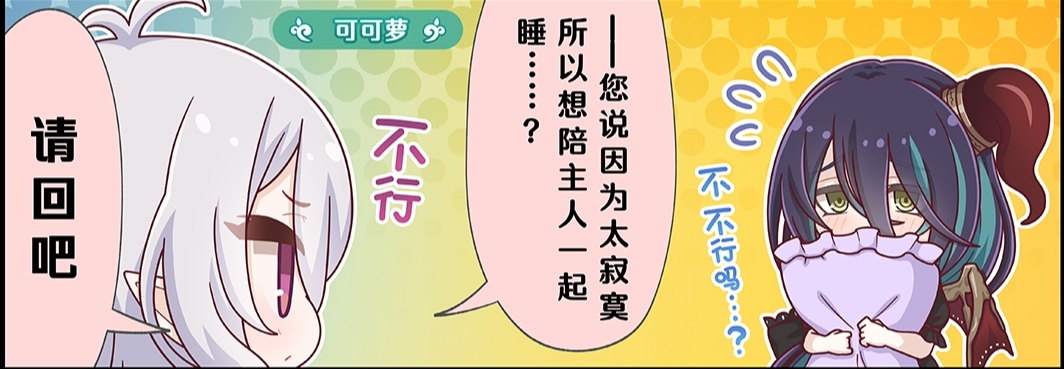 可可萝
——您说因为太寂寞
所以想陪主人一起
睡……？
不行
请回吧
不 不行吗…？